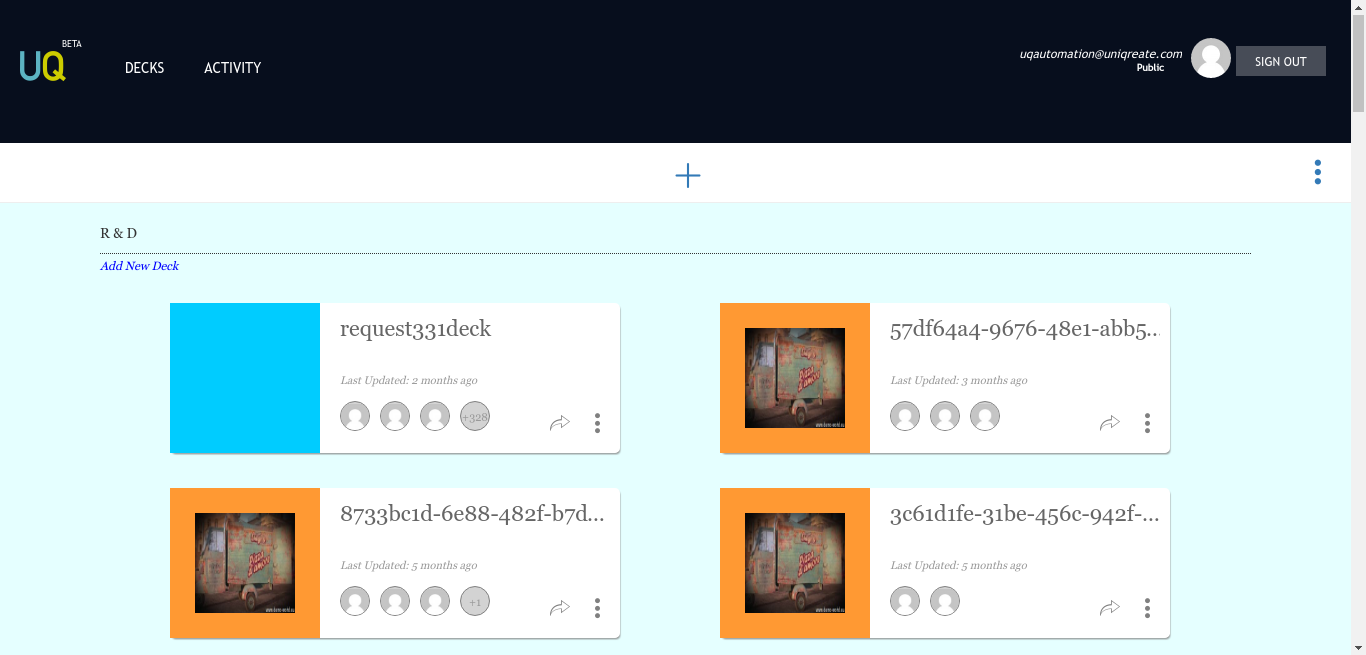 BETA
UQ
DECKS
ACTIVITY
uqautomation@uniqreate.com
Public
SIGN OUT
R & D
Add New Deck
request331deck
Last Updated: 2 months ago
+328
57df64a4-9676-48e1-abb5...
Last Updated: 3 months ago
8733bc1d-6e88-482f-b7d...
Last Updated: 5 months ago
+1
3c61d1fe-31be-456c-942f-...
Last Updated: 5 months ago